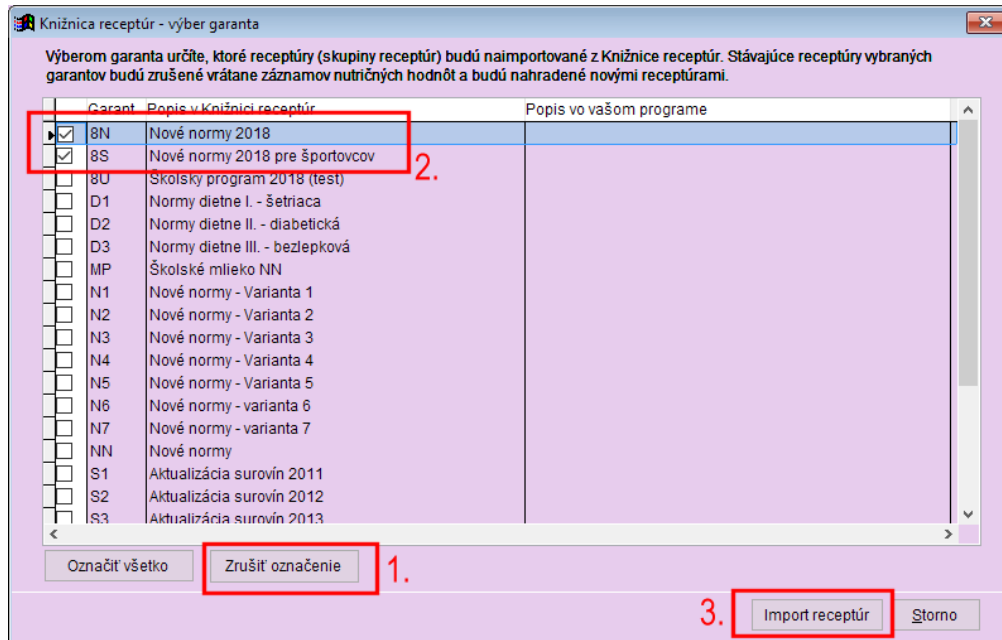 Knižnica receptúr - výber garanta
Výberom garanta určíte, ktoré receptúry (skupiny receptúr) budú naimportované z Knižnice receptúr. Stávajúce receptúry vybraných
garantov budú zrušené vrátane záznamov nutričných hodnôt a budú nahradené novými receptúrami.
Garant Popis v Knižnici receptúr Popis vo vašom programe
8N Nové normy 2018
8S Nové normy 2018 pre športovcov
2.
8U Školský program 2018 (test)
D1 Normy dietne I. - šetriaca
D2 Normy dietne II. - diabetická
D3 Normy dietne III. - bezlepková
MP Školské mlieko NN
N1 Nové normy - Varianta 1
N2 Nové normy - Varianta 2
N3 Nové normy - Varianta 3
N4 Nové normy - Varianta 4
N5 Nové normy - Varianta 5
N6 Nové normy - varianta 6
N7 Nové normy - varianta 7
NN Nové normy
S1 Aktualizácia surovín 2011
S2 Aktualizácia surovín 2012
S3 Aktualizácia surovín 2013
Označiť všetko Zrušiť označenie 1.
3. Import receptúr Storno